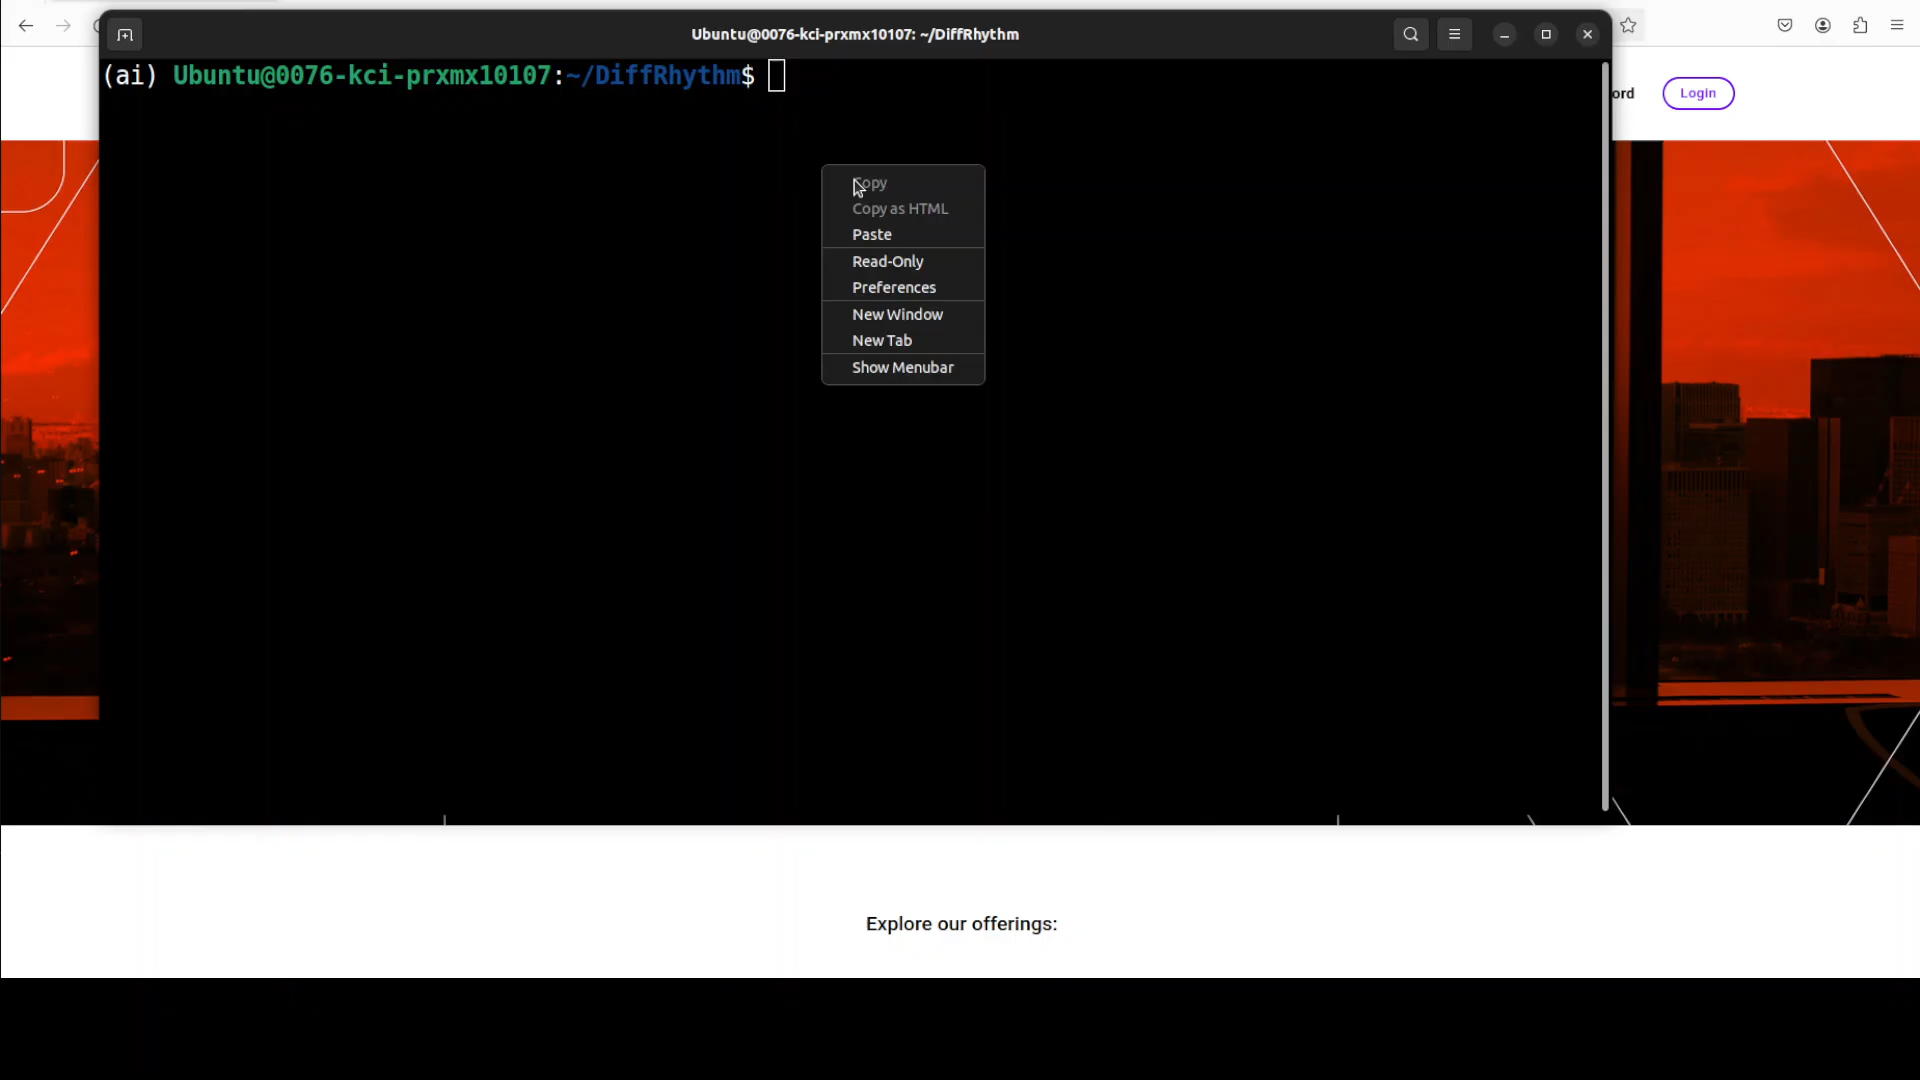 Ubuntu@0076-kci-prxmx10107: ~/DiffRhythm
(ai) Ubuntu@0076-kci-prxmx10107:~/DiffRhythm$
ord
Login
Copy
Copy as HTML
Paste
Read-Only
Preferences
New Window
New Tab
Show Menubar
Explore our offerings: